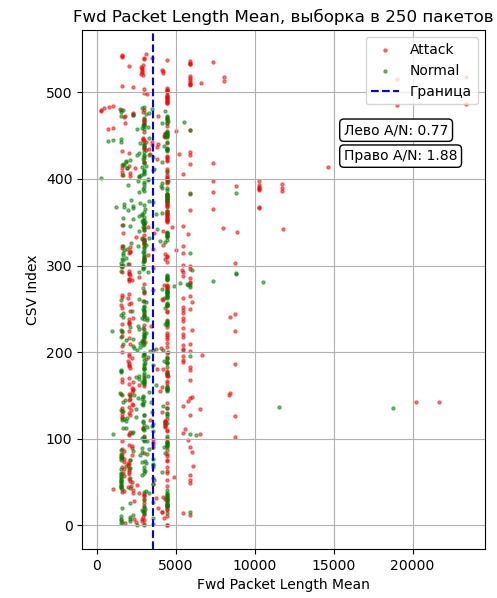 Fwd Packet Length Mean, выборка в 250 пакетов
Attack
Normal
Граница
Лево A/N: 0.77
Право A/N: 1.88
500
400
300
200
100
0
CSV Index
0 5000 10000 15000 20000
Fwd Packet Length Mean